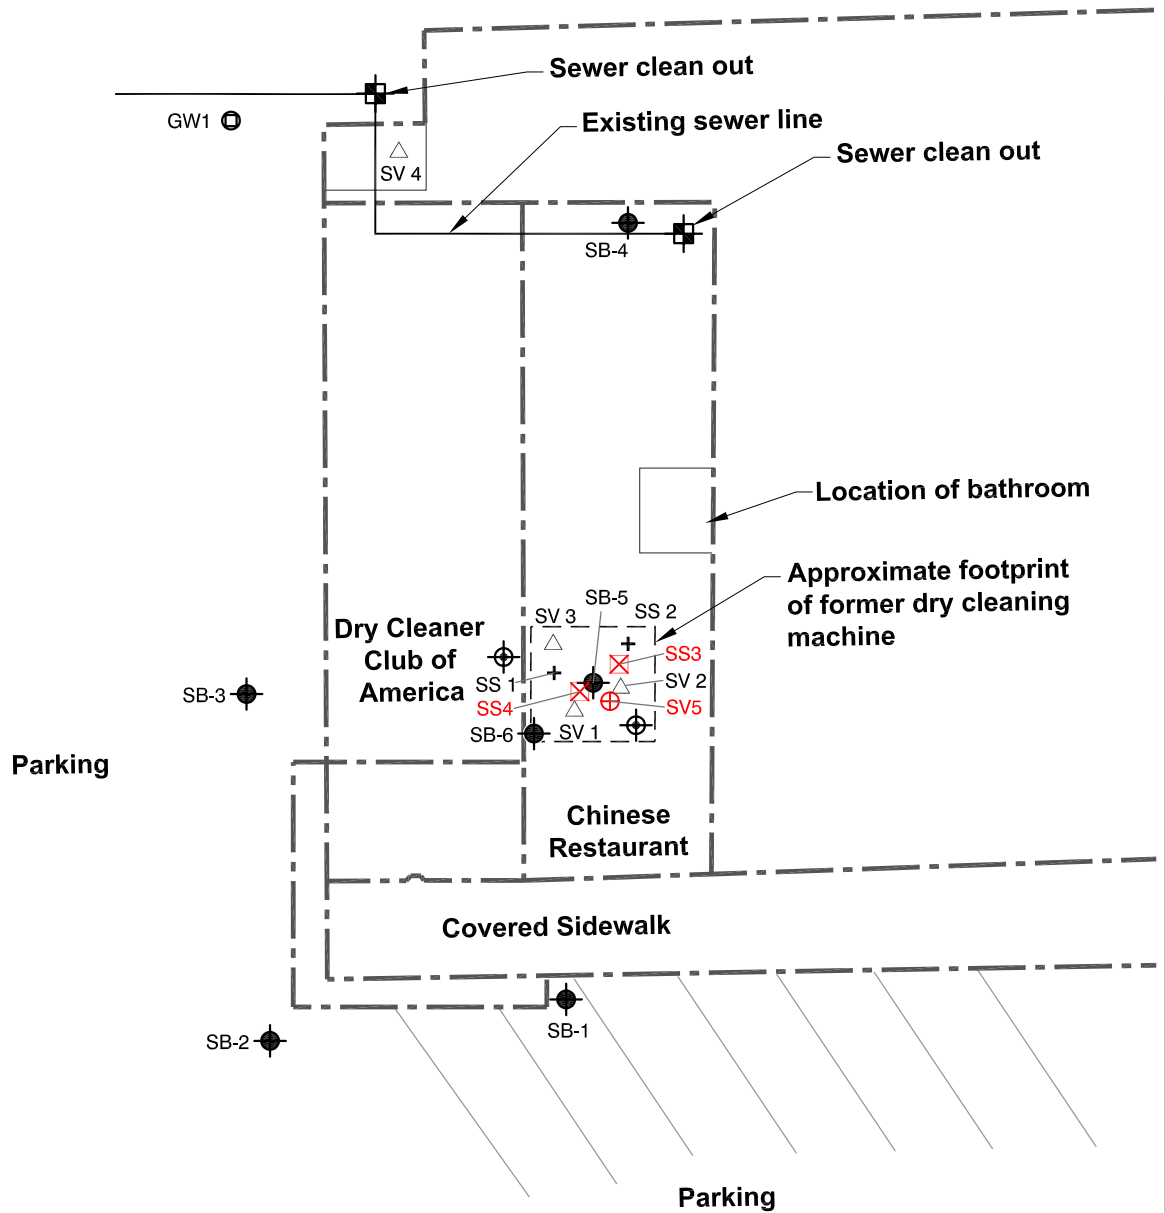 Sewer clean out
GW1
Existing sewer line
Sewer clean out
SV 4
SB-4
Location of bathroom
Approximate footprint
of former dry cleaning
machine
SB-5
SV 3
SS 2
Dry Cleaner
Club of
America
SS3
SS 1
SV 2
SB-3
SS4
SV5
SB-6
SV 1
Parking
Chinese
Restaurant
Covered Sidewalk
SB-1
SB-2
Parking